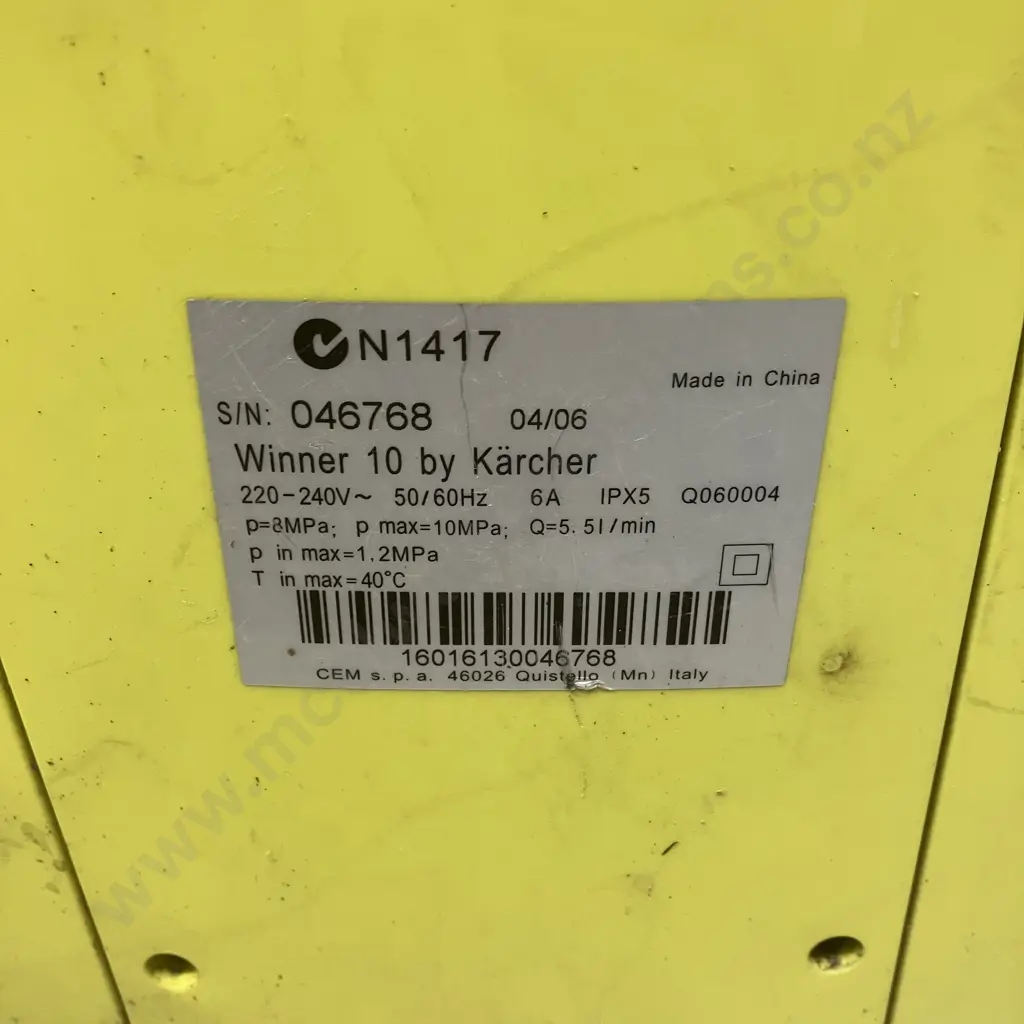 N1417
Made in China
S/N: 046768 04/06
Winner 10 by Kärcher
220-240V~ 50/60Hz 6A IPX5 Q060004
p=8MPa; p max=10MPa; Q=5.5l/min
p in max=1.2MPa
T in max=40°C
16016130046768
CEM s.p.a. 46026 Quistello (Mn) Italy